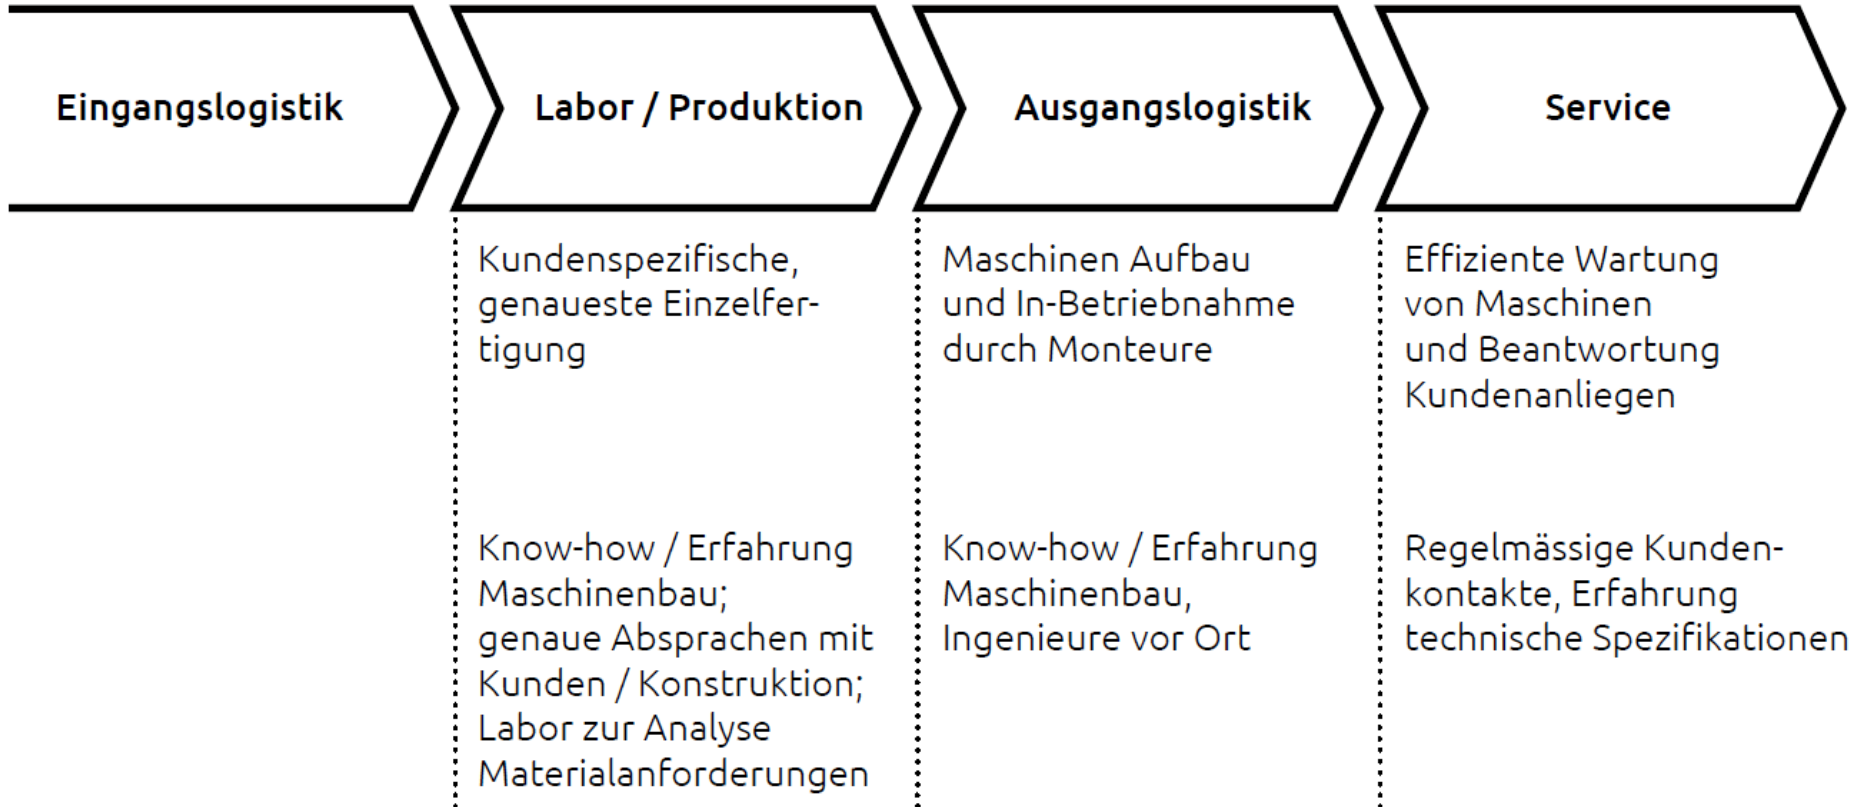 Eingangslogistik
Labor / Produktion
Ausgangslogistik
Service
Kundenspezifische,
genaueste Einzelfer-
tigung
Maschinen Aufbau
und In-Betriebnahme
durch Monteure
Effiziente Wartung
von Maschinen
und Beantwortung
Kundenanliegen
Know-how / Erfahrung
Maschinenbau;
genaue Absprachen mit
Kunden / Konstruktion;
Labor zur Analyse
Materialanforderungen
Know-how / Erfahrung
Maschinenbau,
Ingenieure vor Ort
Regelmässige Kunden-
kontakte, Erfahrung
technische Spezifikationen